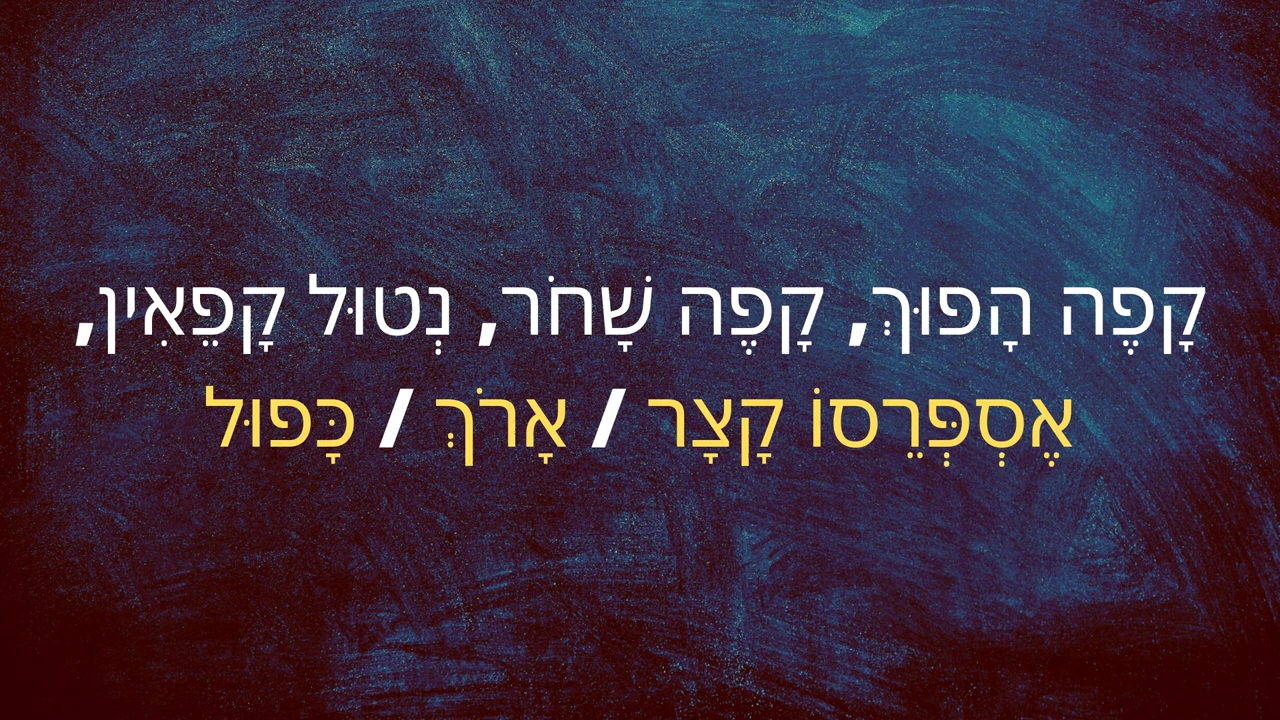 קָפֶה הָפוּךְ, קָפֶה שָׁחֹר, נְטוּל קָפֵאִין,
אֶסְפְּרֵסוֹ קָצָר / אָרֹךְ / כָּפוּל